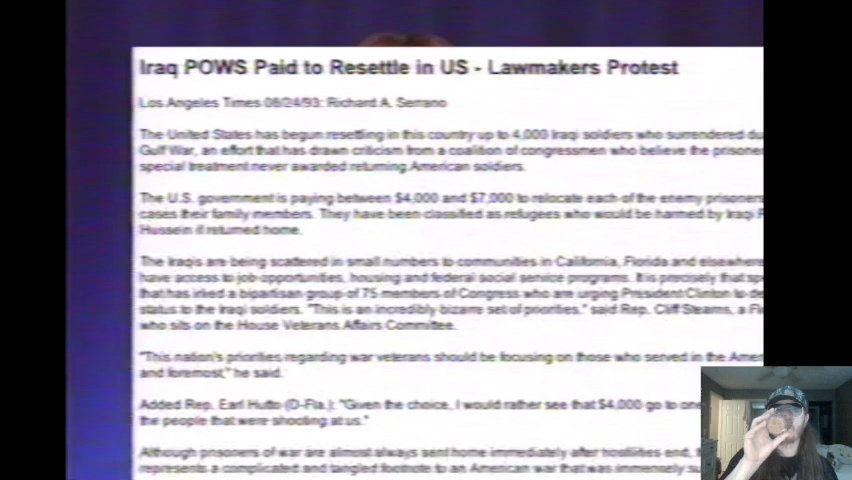 Iraq POWS Paid to Resettle in US - Lawmakers Protest
Los Angeles Times 08/24/93: Richard A. Serrano
The United States has begun resettling in this country up to 4,000 Iraqi soldiers who surrendered du
Gulf War, an effort that has drawn criticism from a coalition of congressmen who believe the prisone
special treatment never awarded returning American soldiers.
The U.S. government is paying between $4,000 and $7,000 to relocate each of the enemy prisoners
cases their family members. They have been classified as refugees who would be harmed by Iraqi P
Hussein if returned home.
The Iraqis are being scattered in small numbers to communities in California, Florida and elsewhere
have access to job opportunities, housing and federal social service programs. It is precisely that sp
that has irked a bipartisan group of 75 members of Congress who are urging President Clinton to de
status to the Iraqi soldiers. "This is an incredibly bizarre set of priorities," said Rep. Cliff Stearns, a Fl
who sits on the House Veterans Affairs Committee.
"This nation's priorities regarding war veterans should be focusing on those who served in the Amer
and foremost," he said.
Added Rep. Earl Hutto (D-Fla.): "Given the choice, I would rather see that $4,000 go to one
the people that were shooting at us."
Although prisoners of war are almost always sent home immediately after hostilities end, t
represents a complicated and tangled footnote to an American war that was immensely su